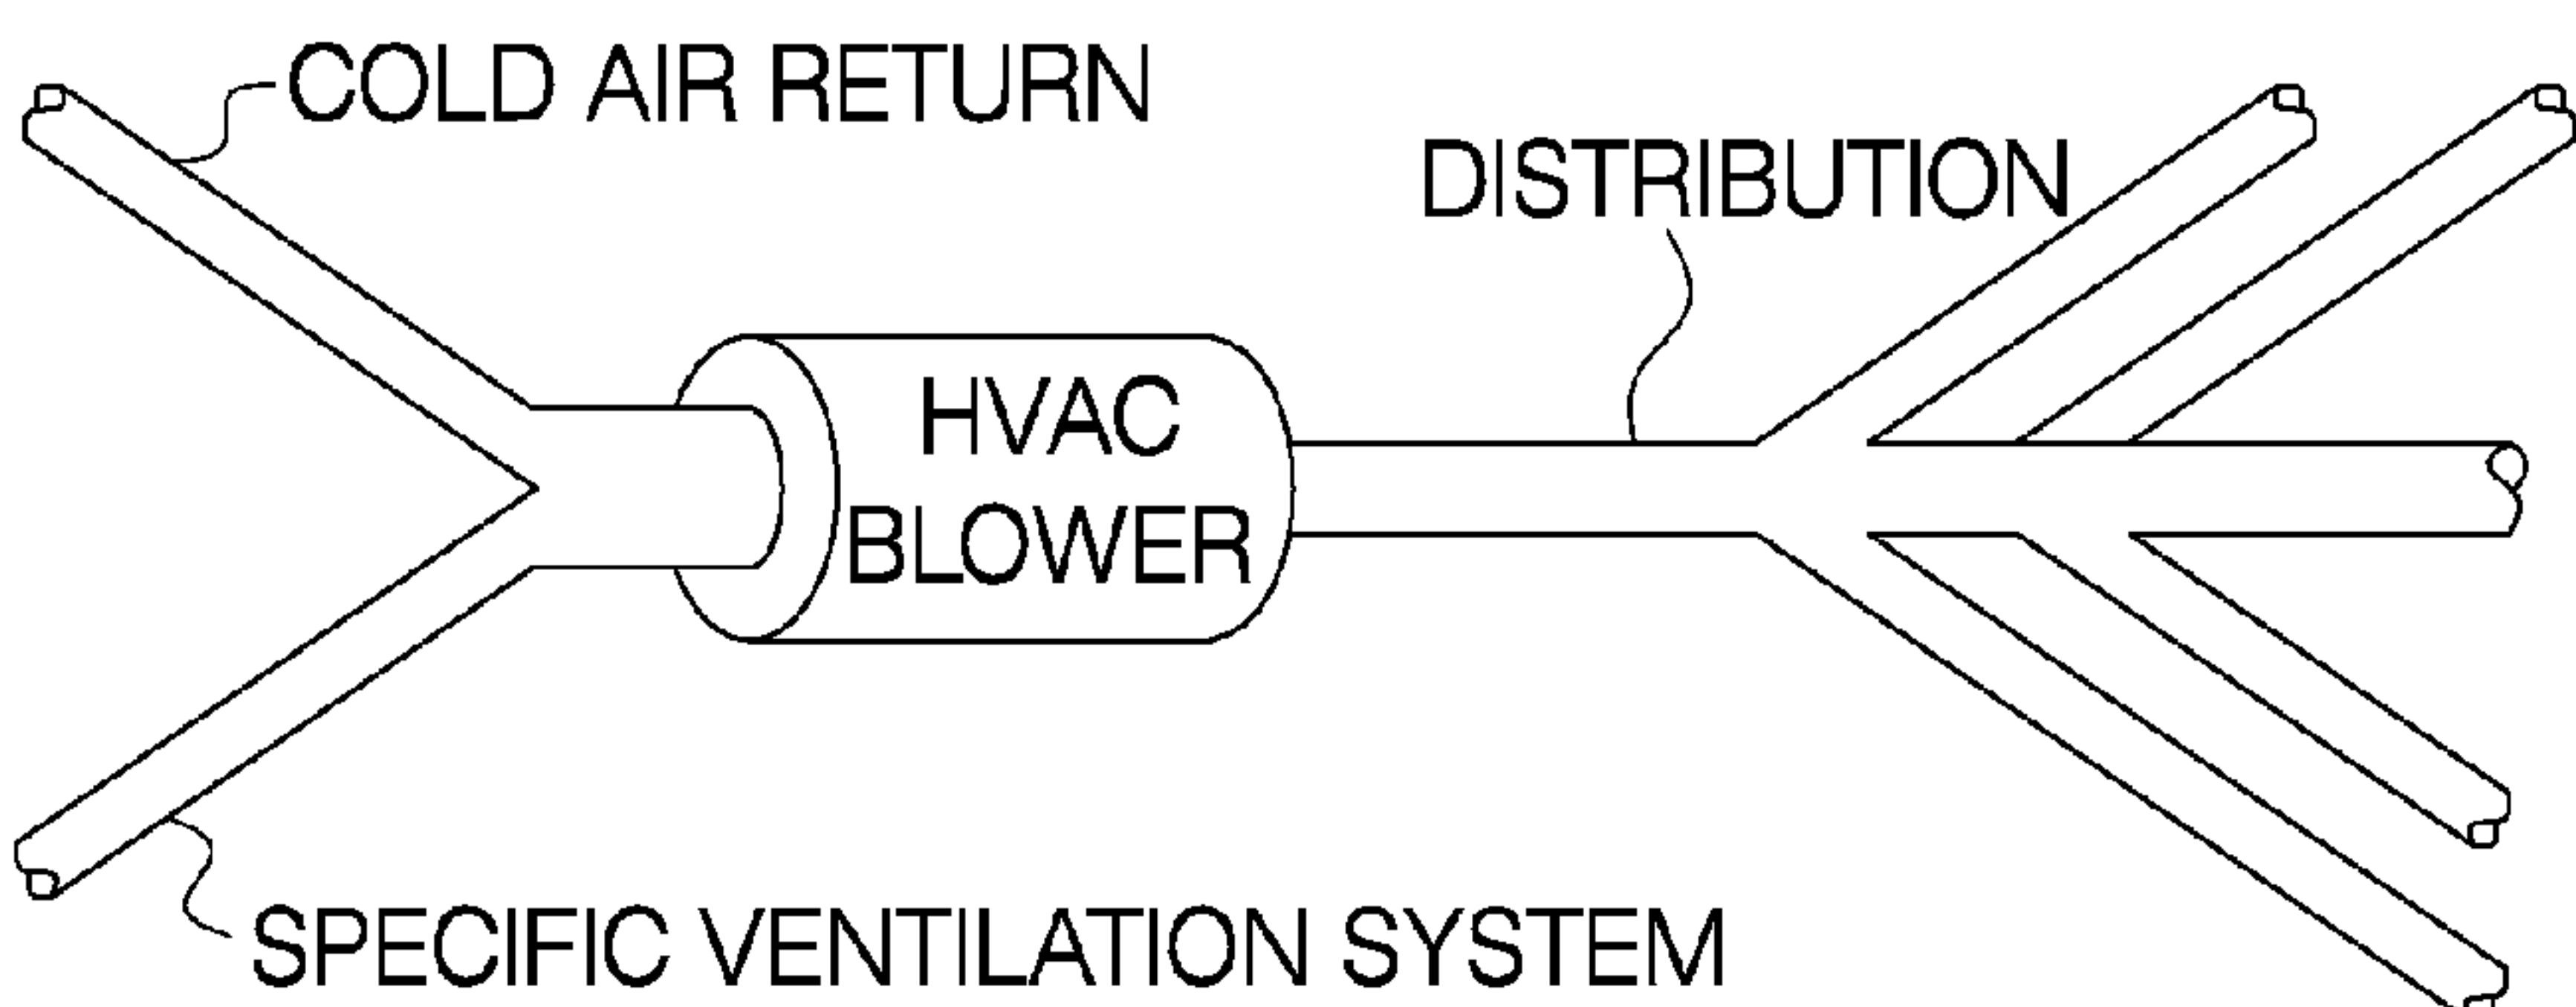 COLD AIR RETURN
DISTRIBUTION
HVAC
BLOWER
SPECIFIC VENTILATION SYSTEM